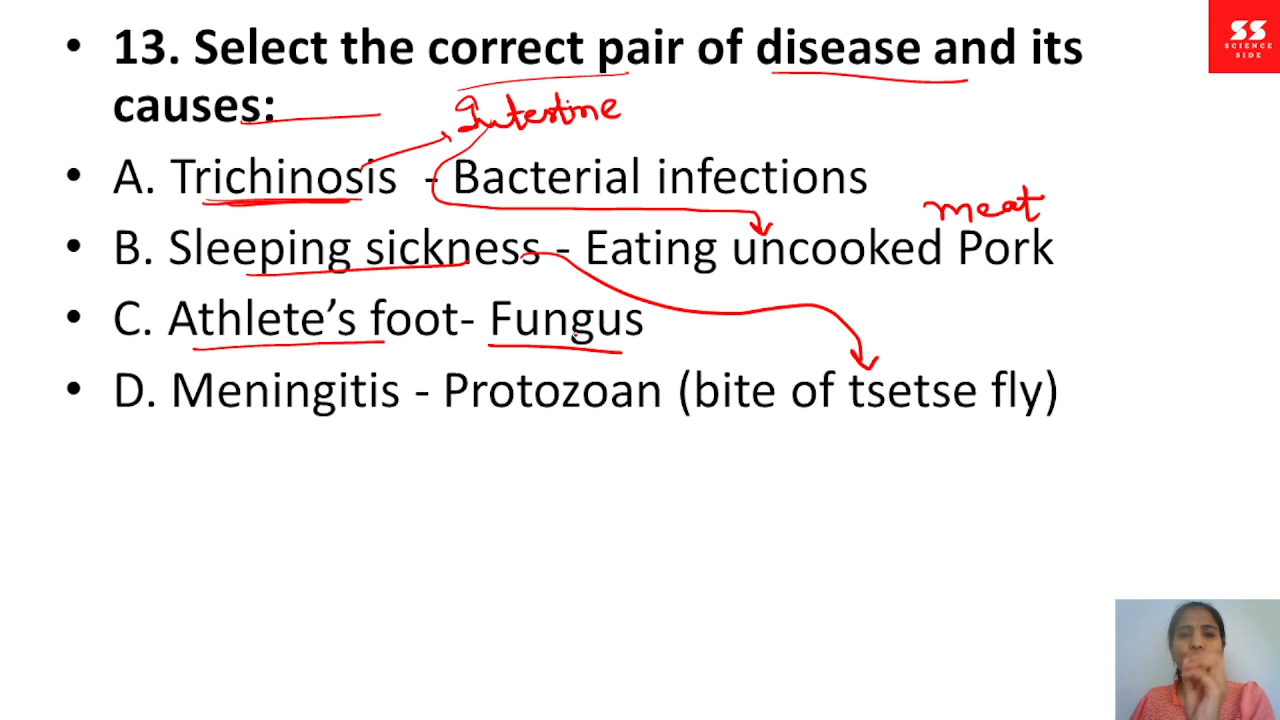 • 13. Select the correct pair of disease and its
causes:
Intestine
• A. Trichinosis - Bacterial infections
meat
• B. Sleeping sickness - Eating uncooked Pork
• C. Athlete’s foot- Fungus
• D. Meningitis - Protozoan (bite of tsetse fly)
SS
SCIENCE
SIDE